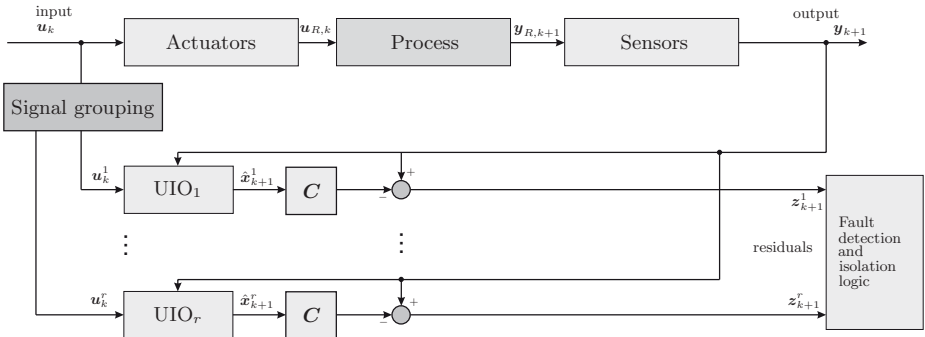 input
u_k
Actuators
u_{R,k}
Process
y_{R,k+1}
Sensors
output
y_{k+1}
Signal grouping
u_k^1
UIO_1
x̂_{k+1}^1
C
+
−
z_{k+1}^1
⋮
⋮
residuals
Fault
detection
and
isolation
logic
u_k^r
UIO_r
x̂_{k+1}^r
C
+
−
z_{k+1}^r